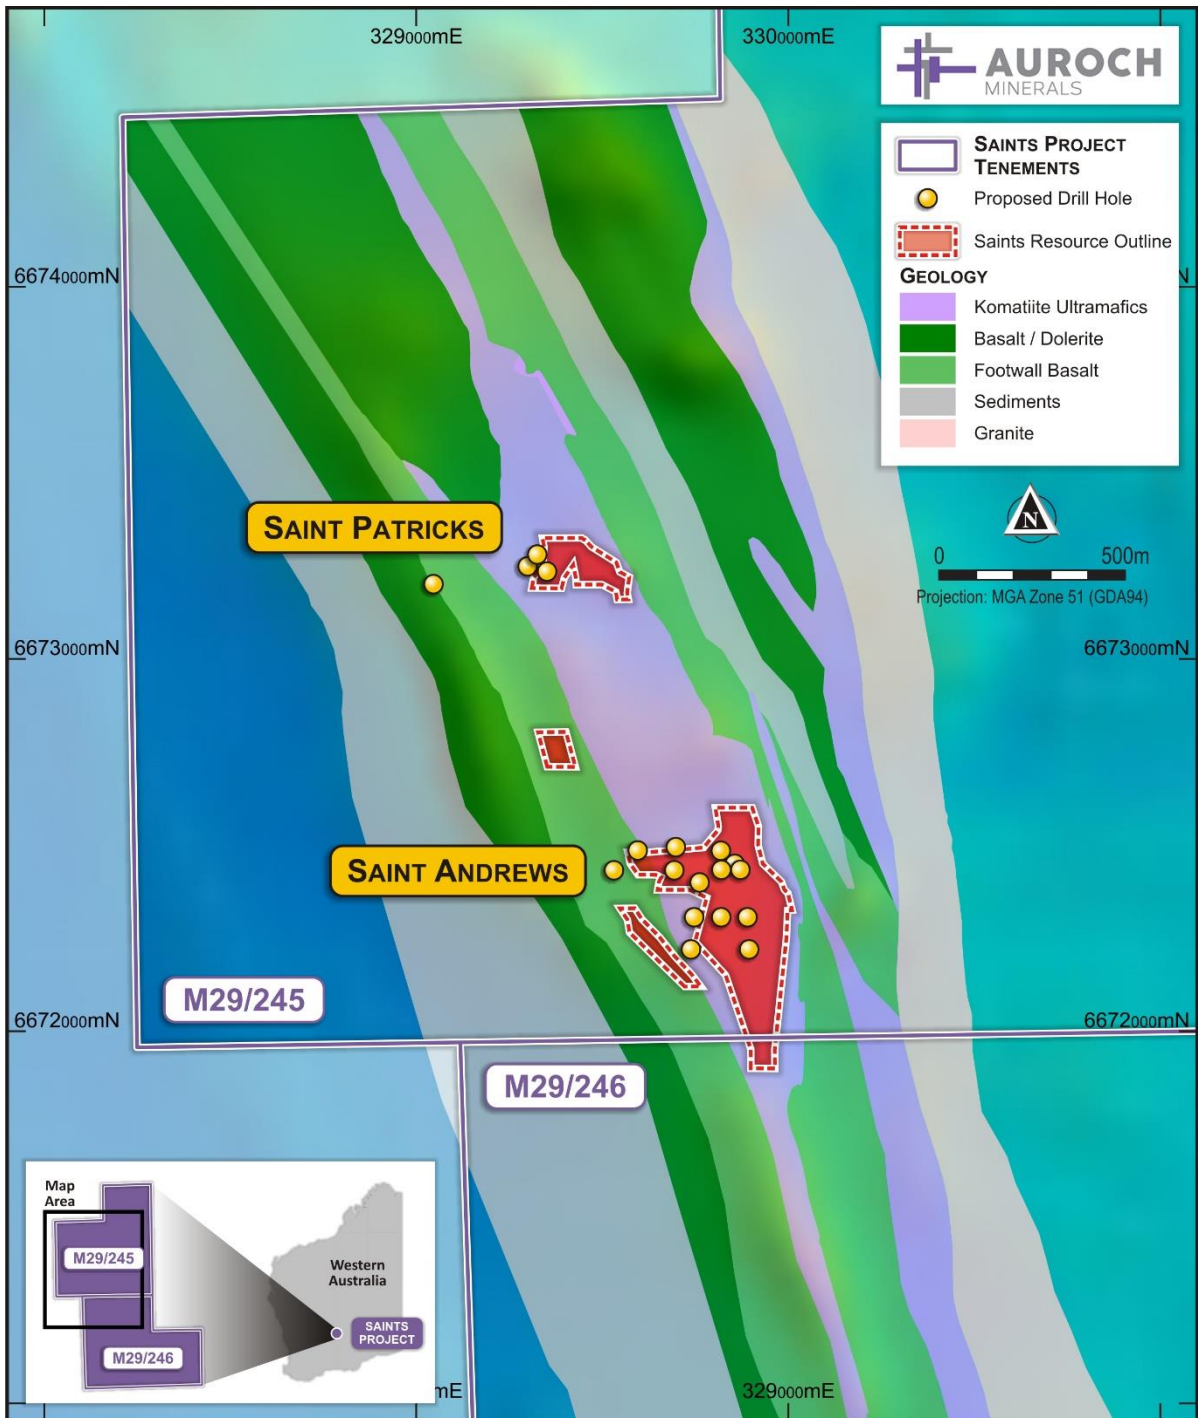 329000mE
330000mE
AUROCH
MINERALS
SAINTS PROJECT
TENEMENTS
Proposed Drill Hole
Saints Resource Outline
GEOLOGY
Komatiite Ultramafics
Basalt / Dolerite
Footwall Basalt
Sediments
Granite
6674000mN
N
N
0
500m
Projection: MGA Zone 51 (GDA94)
SAINT PATRICKS
6673000mN
6673000mN
SAINT ANDREWS
M29/245
6672000mN
6672000mN
M29/246
Map
Area
M29/245
M29/246
Western
Australia
SAINTS
PROJECT
mE
329000mE